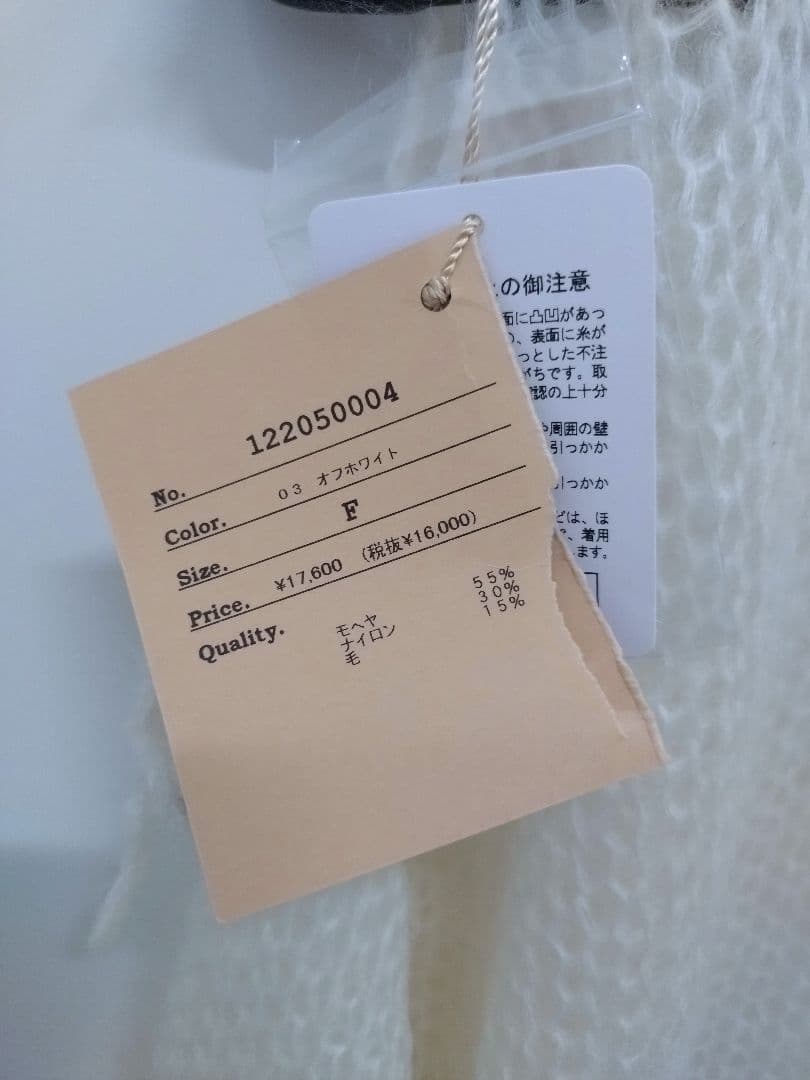 No. 122050004
Color. 03 オフホワイト
Size. F
Price. ¥17,600 (税抜¥16,000)
Quality. モヘヤ 55%
ナイロン 30%
毛 15%
の御注意
面に凸凹があっ
、表面に糸が
っとした不注
がちです。取
認の上十分
や周囲の壁
引っかか
引っかか
どは、ほ
、着用
ます。